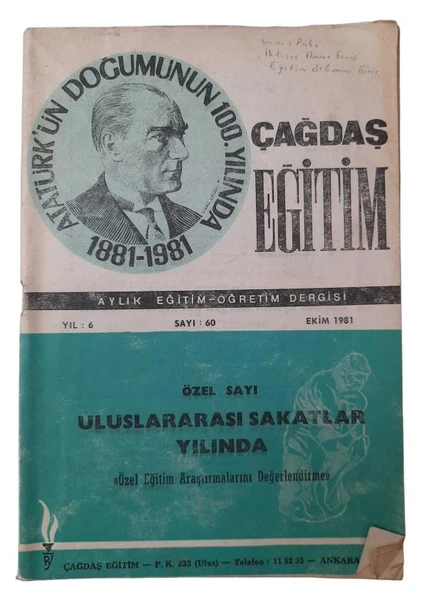 ATATÜRK'ÜN DOĞUMUNUN 100. YILINDA
1881-1981
ÇAĞDAŞ
EĞİTİM
AYLIK EĞİTİM-ÖĞRETİM DERGİSİ
YIL : 6 SAYI : 60 EKİM 1981
ÖZEL SAYI
ULUSLARARASI SAKATLAR
YILINDA
«Özel Eğitim Araştırmalarını Değerlendirme»
ÇAĞDAŞ EĞİTİM — P. K. 233 (Ulus) — Telefon : 11 52 35 — ANKARA